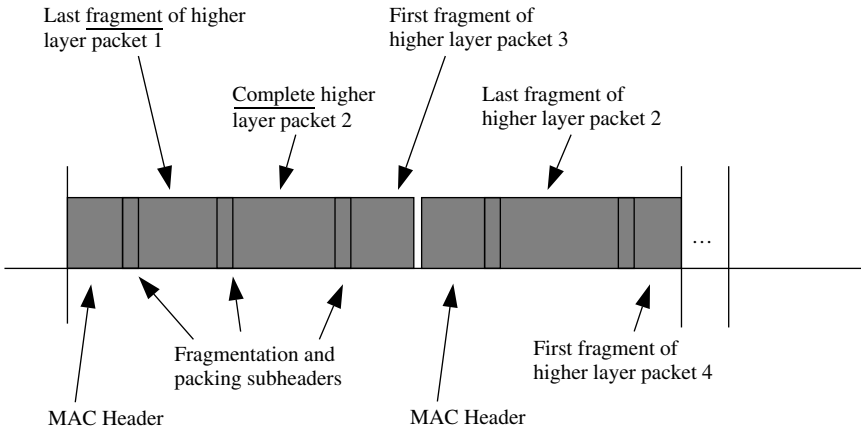 Last fragment of higher
layer packet 1
First fragment of
higher layer packet 3
Complete higher
layer packet 2
Last fragment of
higher layer packet 2
...
Fragmentation and
packing subheaders
First fragment of
higher layer packet 4
MAC Header
MAC Header